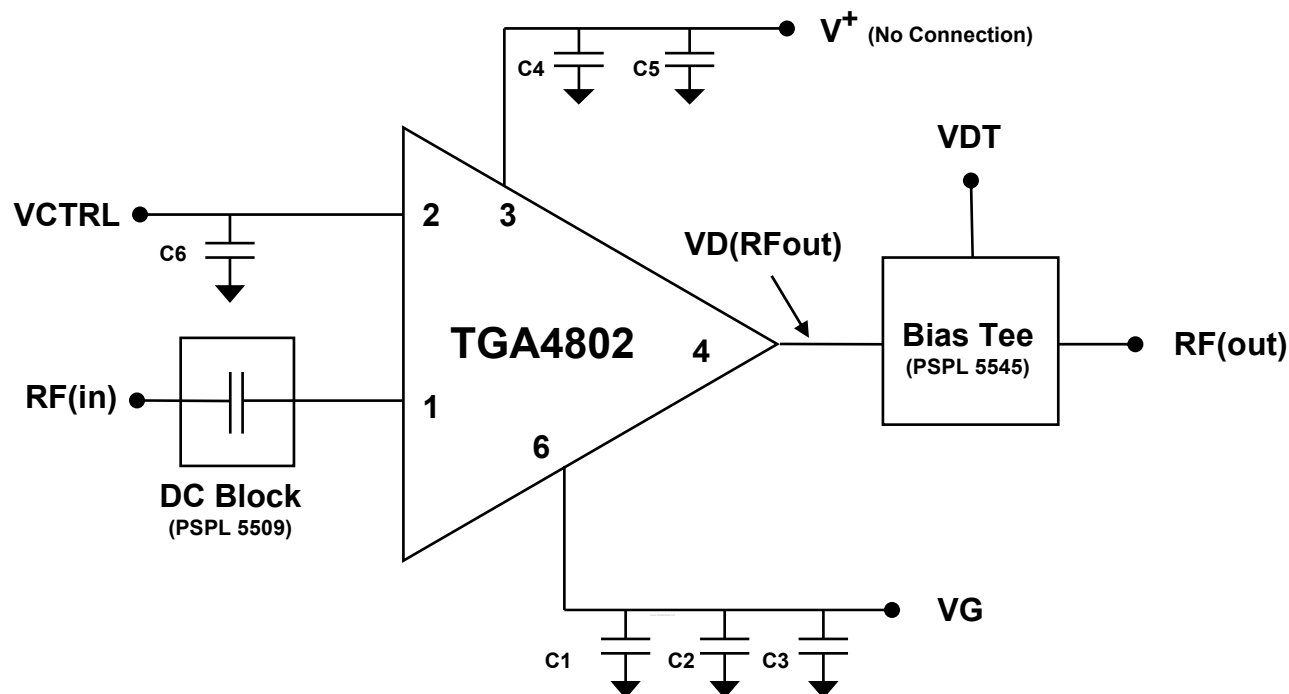 V+ (No Connection)
C4
C5
VDT
VCTRL
2
3
C6
VD(RFout)
TGA4802
4
Bias Tee
(PSPL 5545)
RF(out)
RF(in)
1
6
DC Block
(PSPL 5509)
VG
C1
C2
C3